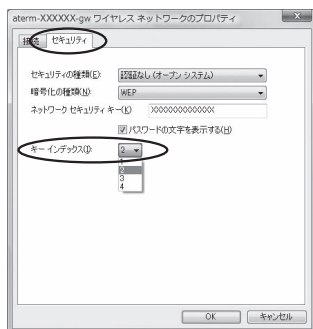 aterm-XXXXXX-gw ワイヤレス ネットワークのプロパティ
接続 セキュリティ
セキュリティの種類(E): 認証なし (オープン システム)
暗号化の種類(N): WEP
ネットワーク セキュリティ キー(K) XXXXXXXXXXXXX
パスワードの文字を表示する(H)
キー インデックス(I): 2
1
2
3
4
OK キャンセル